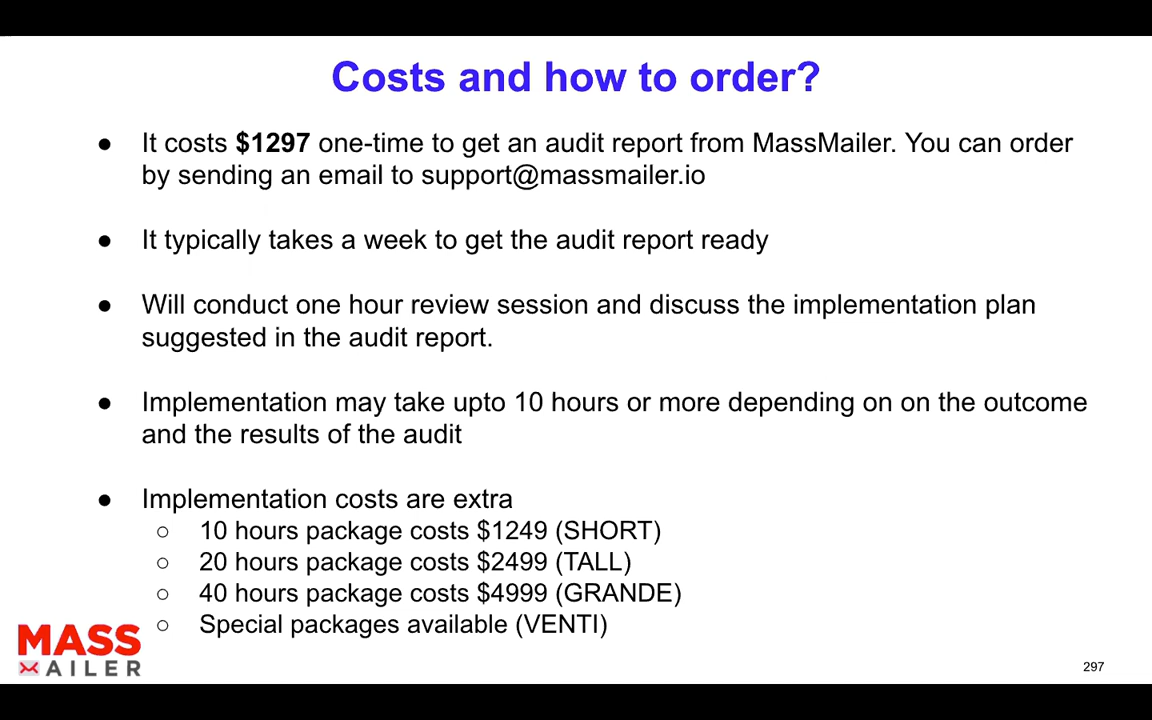 Costs and how to order?
● It costs $1297 one-time to get an audit report from MassMailer. You can order
by sending an email to support@massmailer.io
● It typically takes a week to get the audit report ready
● Will conduct one hour review session and discuss the implementation plan
suggested in the audit report.
● Implementation may take upto 10 hours or more depending on on the outcome
and the results of the audit
● Implementation costs are extra
○ 10 hours package costs $1249 (SHORT)
○ 20 hours package costs $2499 (TALL)
○ 40 hours package costs $4999 (GRANDE)
○ Special packages available (VENTI)
MASS
MAILER
297